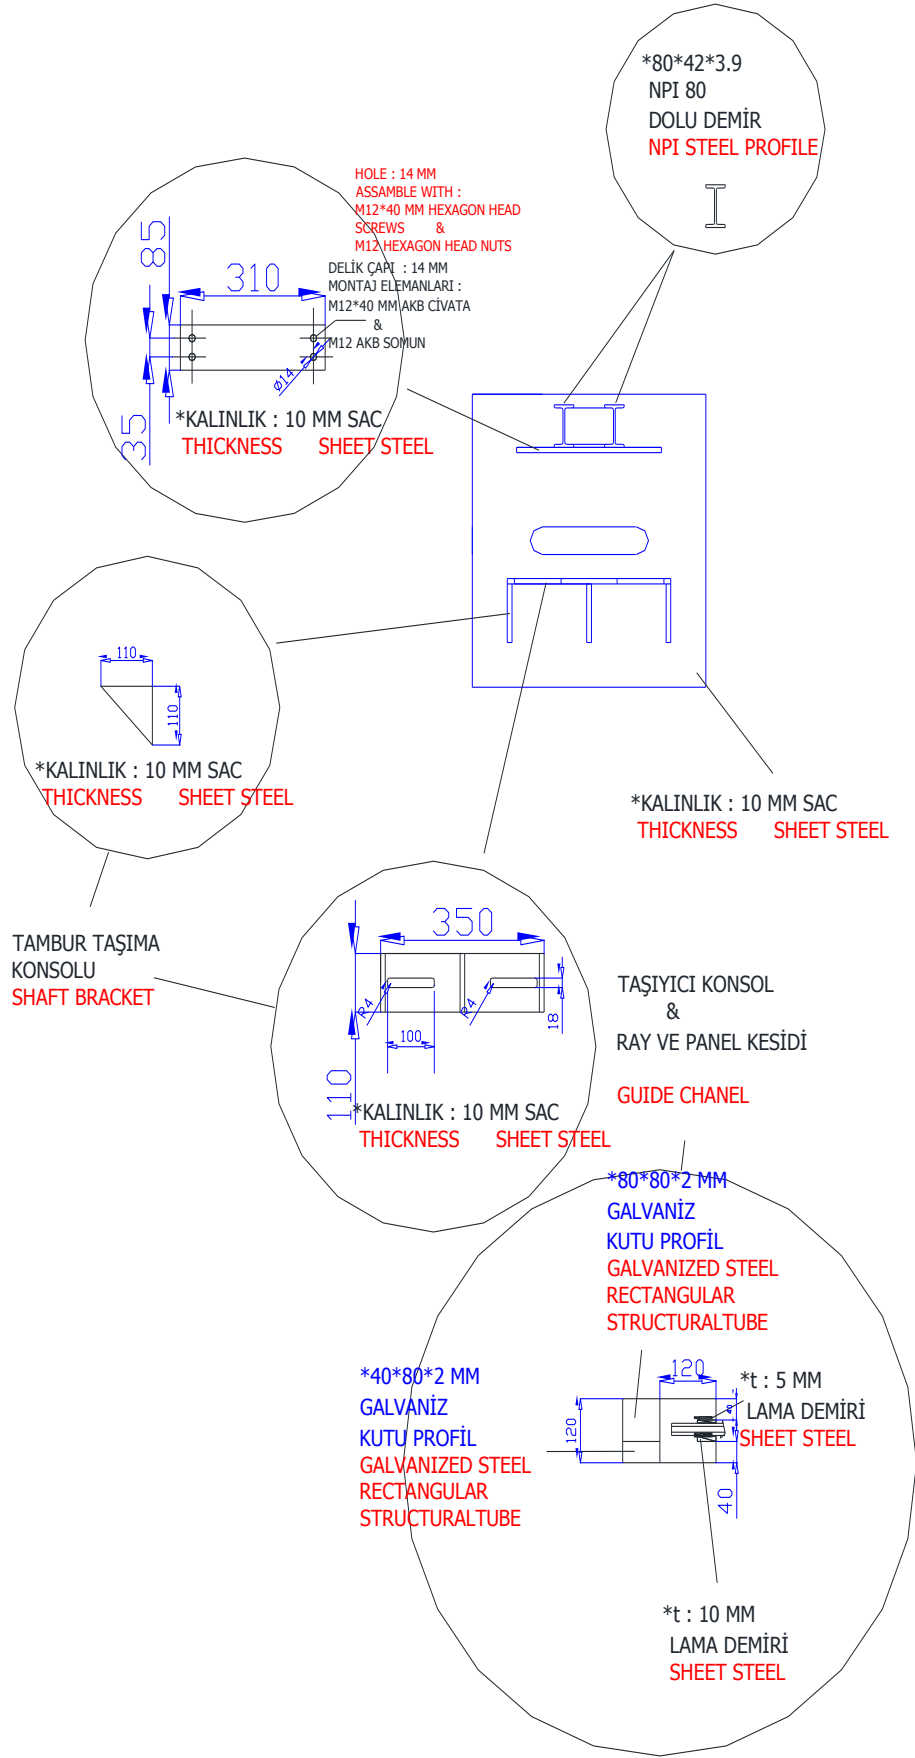 *80*42*3.9
NPI 80
DOLU DEMİR
NPI STEEL PROFILE
HOLE : 14 MM
ASSAMBLE WITH :
M12*40 MM HEXAGON HEAD
SCREWS &
M12 HEXAGON HEAD NUTS
DELİK ÇAPI : 14 MM
MONTAJ ELEMANLARI :
M12*40 MM AKB CİVATA
&
M12 AKB SOMUN
85
310
35
Ø14
*KALINLIK : 10 MM SAC
THICKNESS SHEET STEEL
110
110
*KALINLIK : 10 MM SAC
THICKNESS SHEET STEEL
*KALINLIK : 10 MM SAC
THICKNESS SHEET STEEL
TAMBUR TAŞIMA
KONSOLU
SHAFT BRACKET
350
R4
R4
100
18
110
*KALINLIK : 10 MM SAC
THICKNESS SHEET STEEL
TAŞIYICI KONSOL
&
RAY VE PANEL KESİDİ
GUIDE CHANEL
*80*80*2 MM
GALVANİZ
KUTU PROFİL
GALVANIZED STEEL
RECTANGULAR
STRUCTURALTUBE
*40*80*2 MM
GALVANİZ
KUTU PROFİL
GALVANIZED STEEL
RECTANGULAR
STRUCTURALTUBE
120
120
40
*t : 5 MM
LAMA DEMİRİ
SHEET STEEL
*t : 10 MM
LAMA DEMİRİ
SHEET STEEL